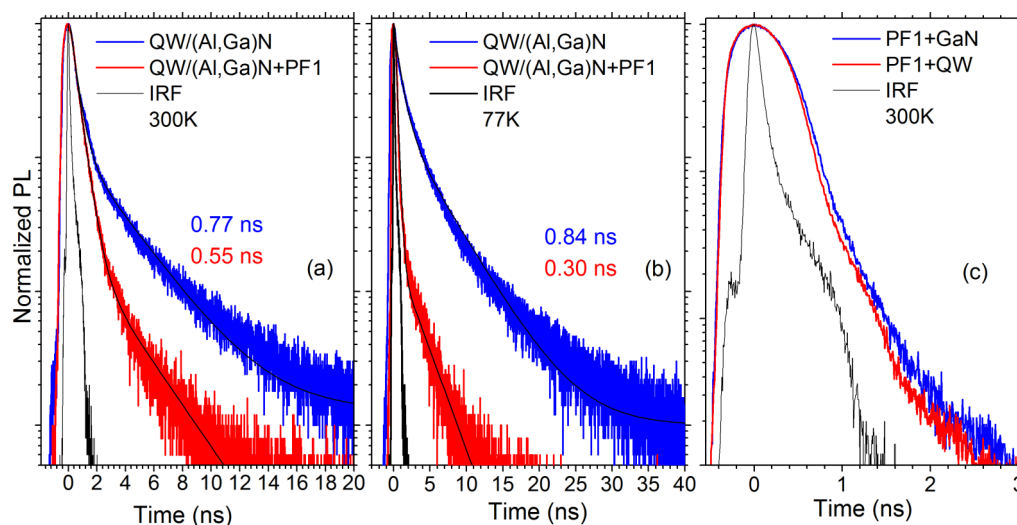 Normalized PL
QW/(Al,Ga)N
QW/(Al,Ga)N+PF1
IRF
300K
0.77 ns
0.55 ns
(a)
0 2 4 6 8 10 12 14 16 18 20
Time (ns)
QW/(Al,Ga)N
QW/(Al,Ga)N+PF1
IRF
77K
0.84 ns
0.30 ns
(b)
0 5 10 15 20 25 30 35 40
Time (ns)
PF1+GaN
PF1+QW
IRF
300K
(c)
0 1 2 3
Time (ns)